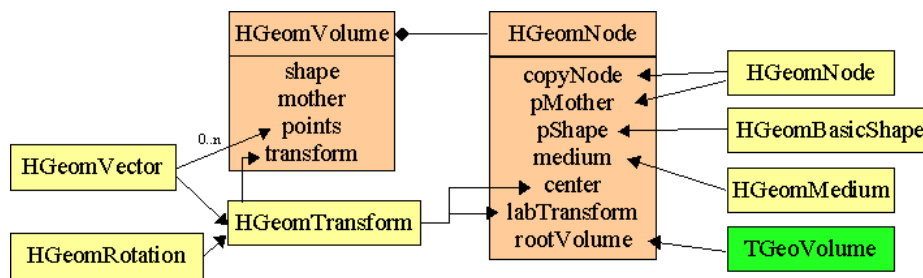 HGeomVolume
shape
mother
points
transform
0..n
HGeomVector
HGeomRotation
HGeomTransform
HGeomNode
copyNode
pMother
pShape
medium
center
labTransform
rootVolume
HGeomNode
HGeomBasicShape
HGeomMedium
TGeoVolume